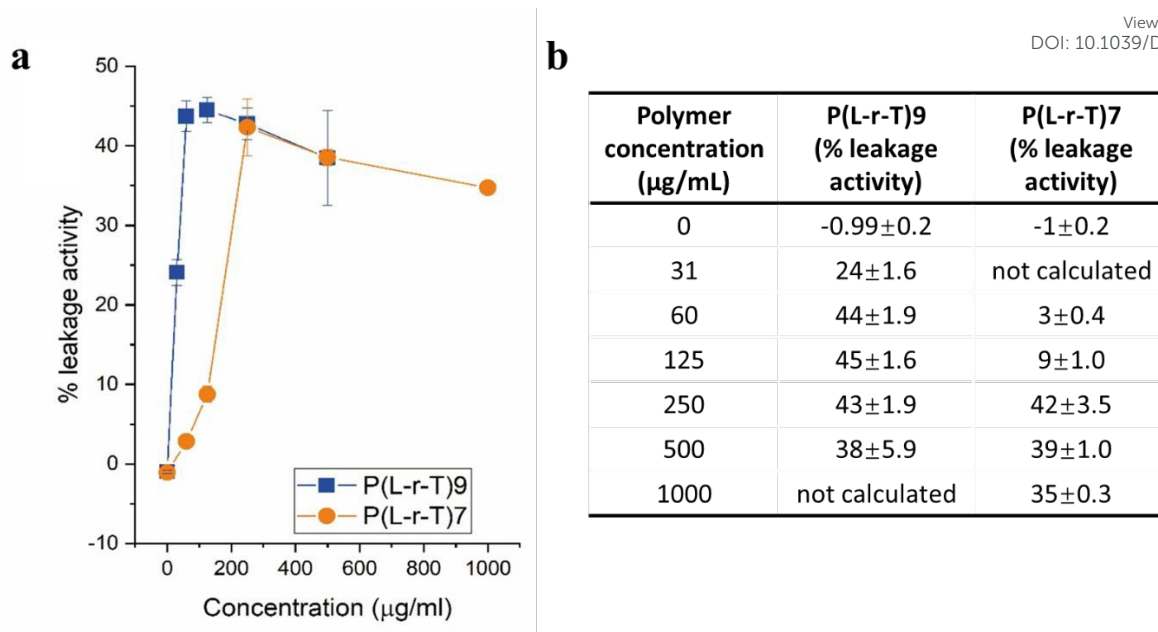 View
DOI: 10.1039/D
a
50
40
30
20
10
0
-10
% leakage activity
0 200 400 600 800 1000
Concentration (μg/ml)
P(L-r-T)9
P(L-r-T)7
b
Polymer concentration (μg/mL) P(L-r-T)9 (% leakage activity) P(L-r-T)7 (% leakage activity)
0 -0.99±0.2 -1±0.2
31 24±1.6 not calculated
60 44±1.9 3±0.4
125 45±1.6 9±1.0
250 43±1.9 42±3.5
500 38±5.9 39±1.0
1000 not calculated 35±0.3